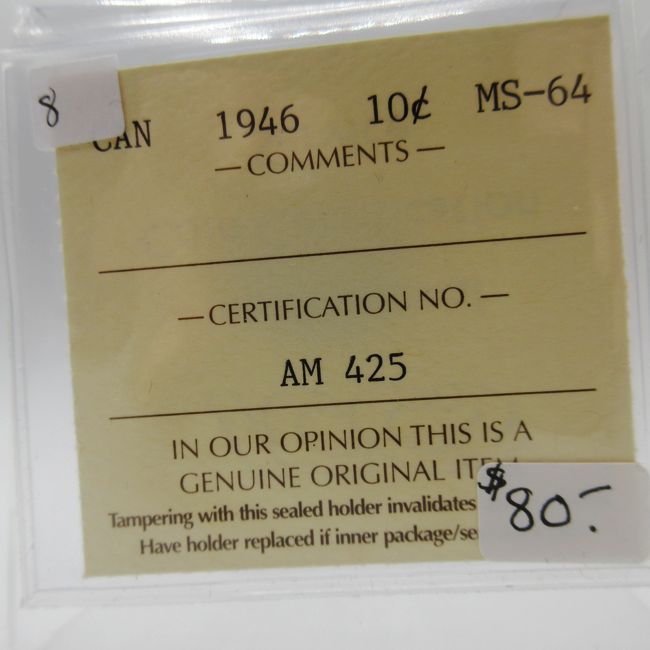 8
CAN 1946 10¢ MS-64
— COMMENTS —
— CERTIFICATION NO. —
AM 425
IN OUR OPINION THIS IS A
GENUINE ORIGINAL ITEM
Tampering with this sealed holder invalidates
Have holder replaced if inner package/se
$80.-